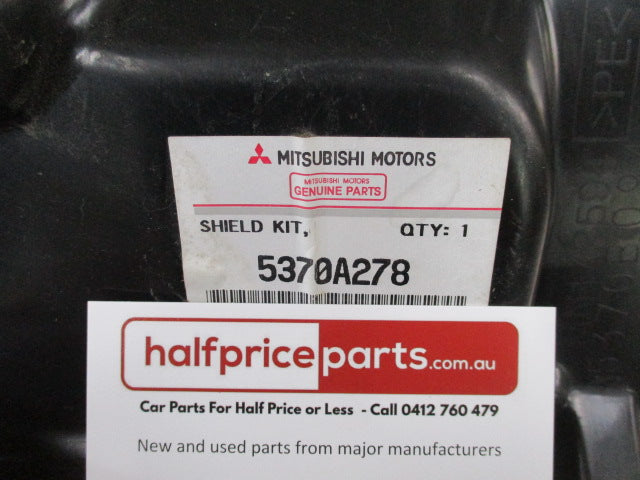 MITSUBISHI MOTORS
MITSUBISHI MOTORS
GENUINE PARTS
SHIELD KIT, QTY: 1
5370A278
halfpriceparts.com.au
Car Parts For Half Price or Less - Call 0412 760 479
New and used parts from major manufacturers
>PE<